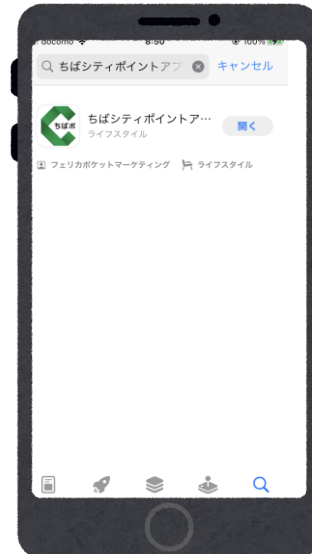 docomo 8:50 100%
ちばシティポイントアプ キャンセル
ちばポ
ちばシティポイントア… 開く
ライフスタイル
フェリカポケットマーケティング ライフスタイル